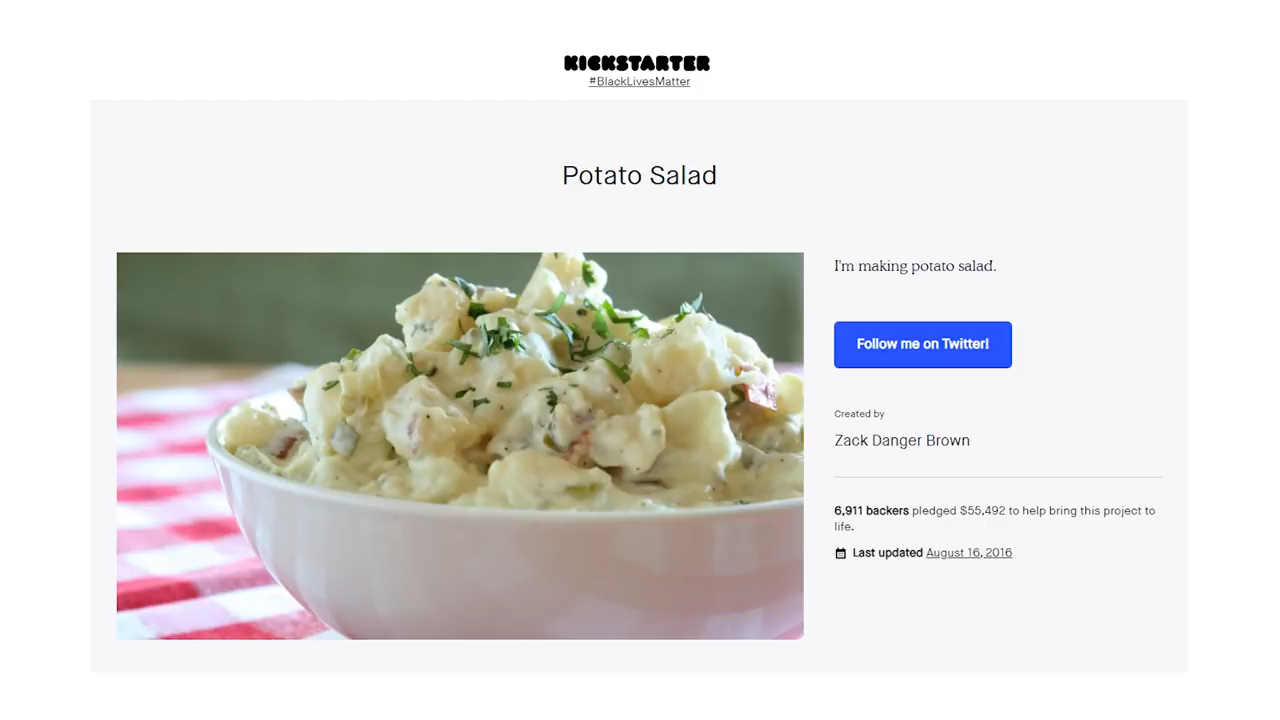 KICKSTARTER
#BlackLivesMatter
Potato Salad
I'm making potato salad.
Follow me on Twitter!
Created by
Zack Danger Brown
6,911 backers pledged $55,492 to help bring this project to
life.
Last updated August 16, 2016